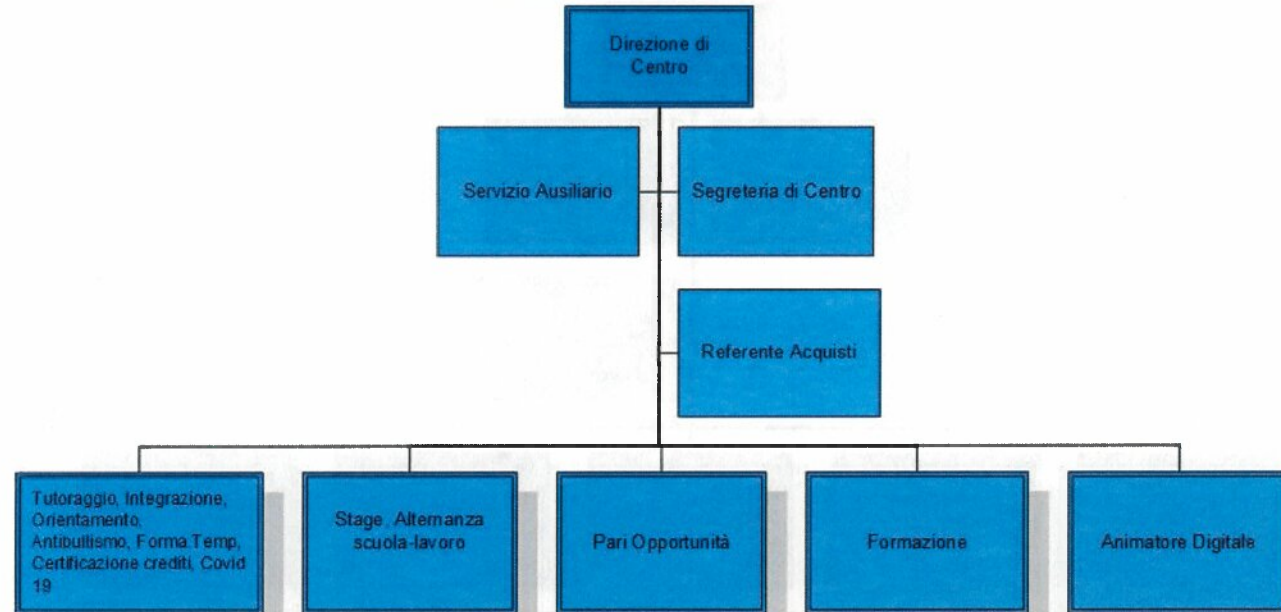 Direzione di
Centro
Servizio Ausiliario
Segreteria di Centro
Referente Acquisti
Tutoraggio, Integrazione,
Orientamento,
Antibullismo, Forma.Temp,
Certificazione crediti, Covid
19
Stage, Alternanza
scuola-lavoro
Pari Opportunità
Formazione
Animatore Digitale